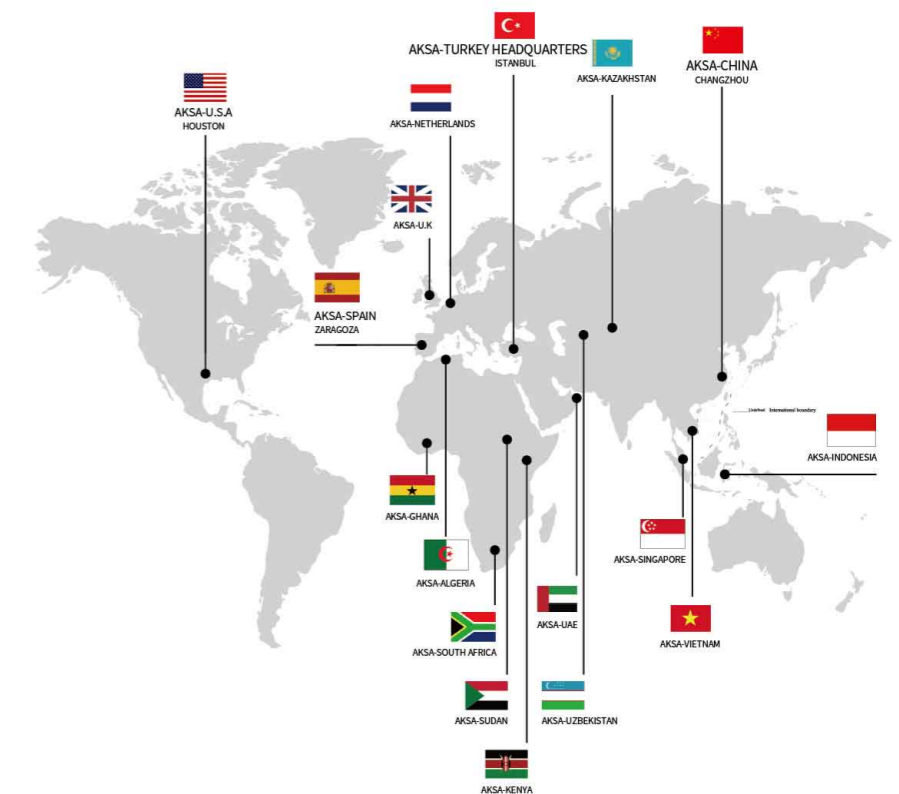 AKSA-TURKEY HEADQUARTERS
ISTANBUL
AKSA-KAZAKHSTAN
AKSA-CHINA
CHANGZHOU
AKSA-U.S.A
HOUSTON
AKSA-NETHERLANDS
AKSA-U.K
AKSA-SPAIN
ZARAGOZA
International boundary
AKSA-INDONESIA
AKSA-GHANA
AKSA-SINGAPORE
AKSA-ALGERIA
AKSA-UAE
AKSA-VIETNAM
AKSA-SOUTH AFRICA
AKSA-SUDAN
AKSA-UZBEKISTAN
AKSA-KENYA